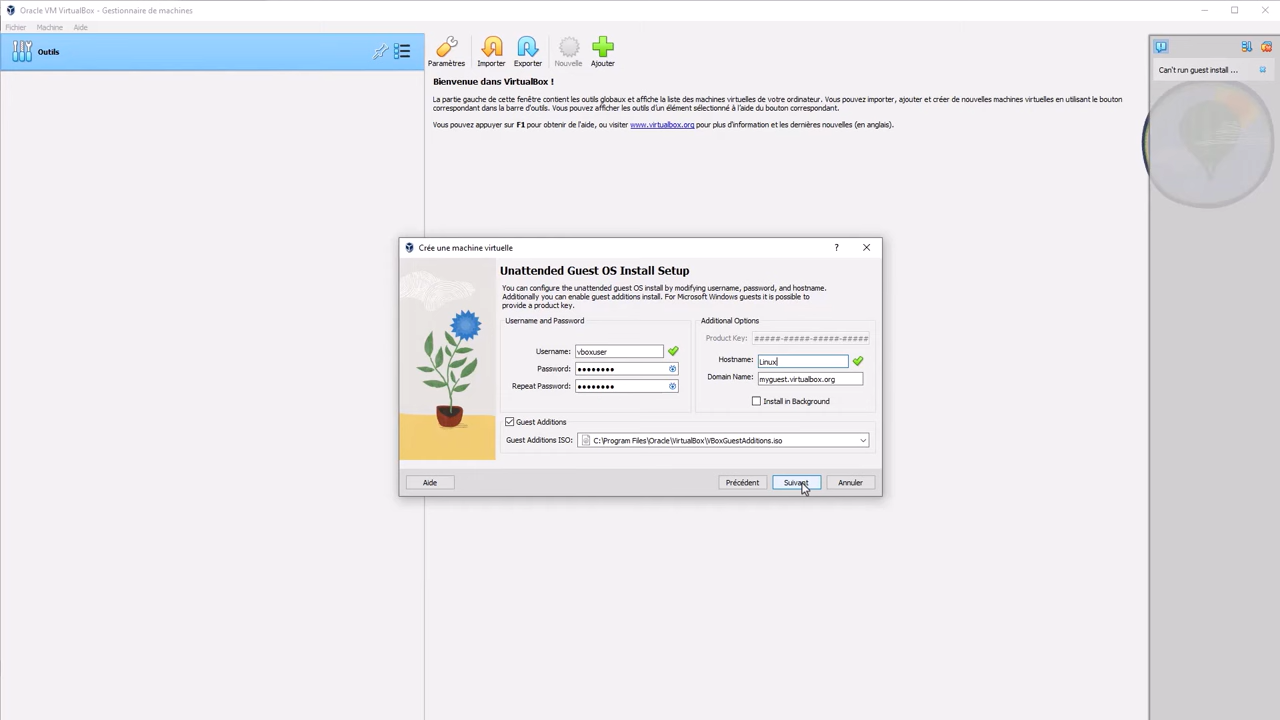 Oracle VM VirtualBox - Gestionnaire de machines
Fichier Machine Aide
Outils
Paramètres Importer Exporter Nouvelle Ajouter
Can't run guest install ...
Bienvenue dans VirtualBox !
La partie gauche de cette fenêtre contient les outils globaux et affiche la liste des machines virtuelles de votre ordinateur. Vous pouvez importer, ajouter et créer de nouvelles machines virtuelles en utilisant le bouton
correspondant dans la barre d'outils. Vous pouvez afficher les outils d'un élément sélectionné à l'aide du bouton correspondant.
Vous pouvez appuyer sur F1 pour obtenir de l'aide, ou visiter www.virtualbox.org pour plus d'information et les dernières nouvelles (en anglais).
Crée une machine virtuelle
?
Unattended Guest OS Install Setup
You can configure the unattended guest OS install by modifying username, password, and hostname.
Additionally you can enable guest additions install. For Microsoft Windows guests it is possible to
provide a product key.
Username and Password
Username: vboxuser
Password: ●●●●●●●●
Repeat Password: ●●●●●●●●
Additional Options
Product Key: #####-#####-#####-#####
Hostname: Linux
Domain Name: myguest.virtualbox.org
Install in Background
Guest Additions
Guest Additions ISO: C:\Program Files\Oracle\VirtualBox\VBoxGuestAdditions.iso
Aide Précédent Suivant Annuler